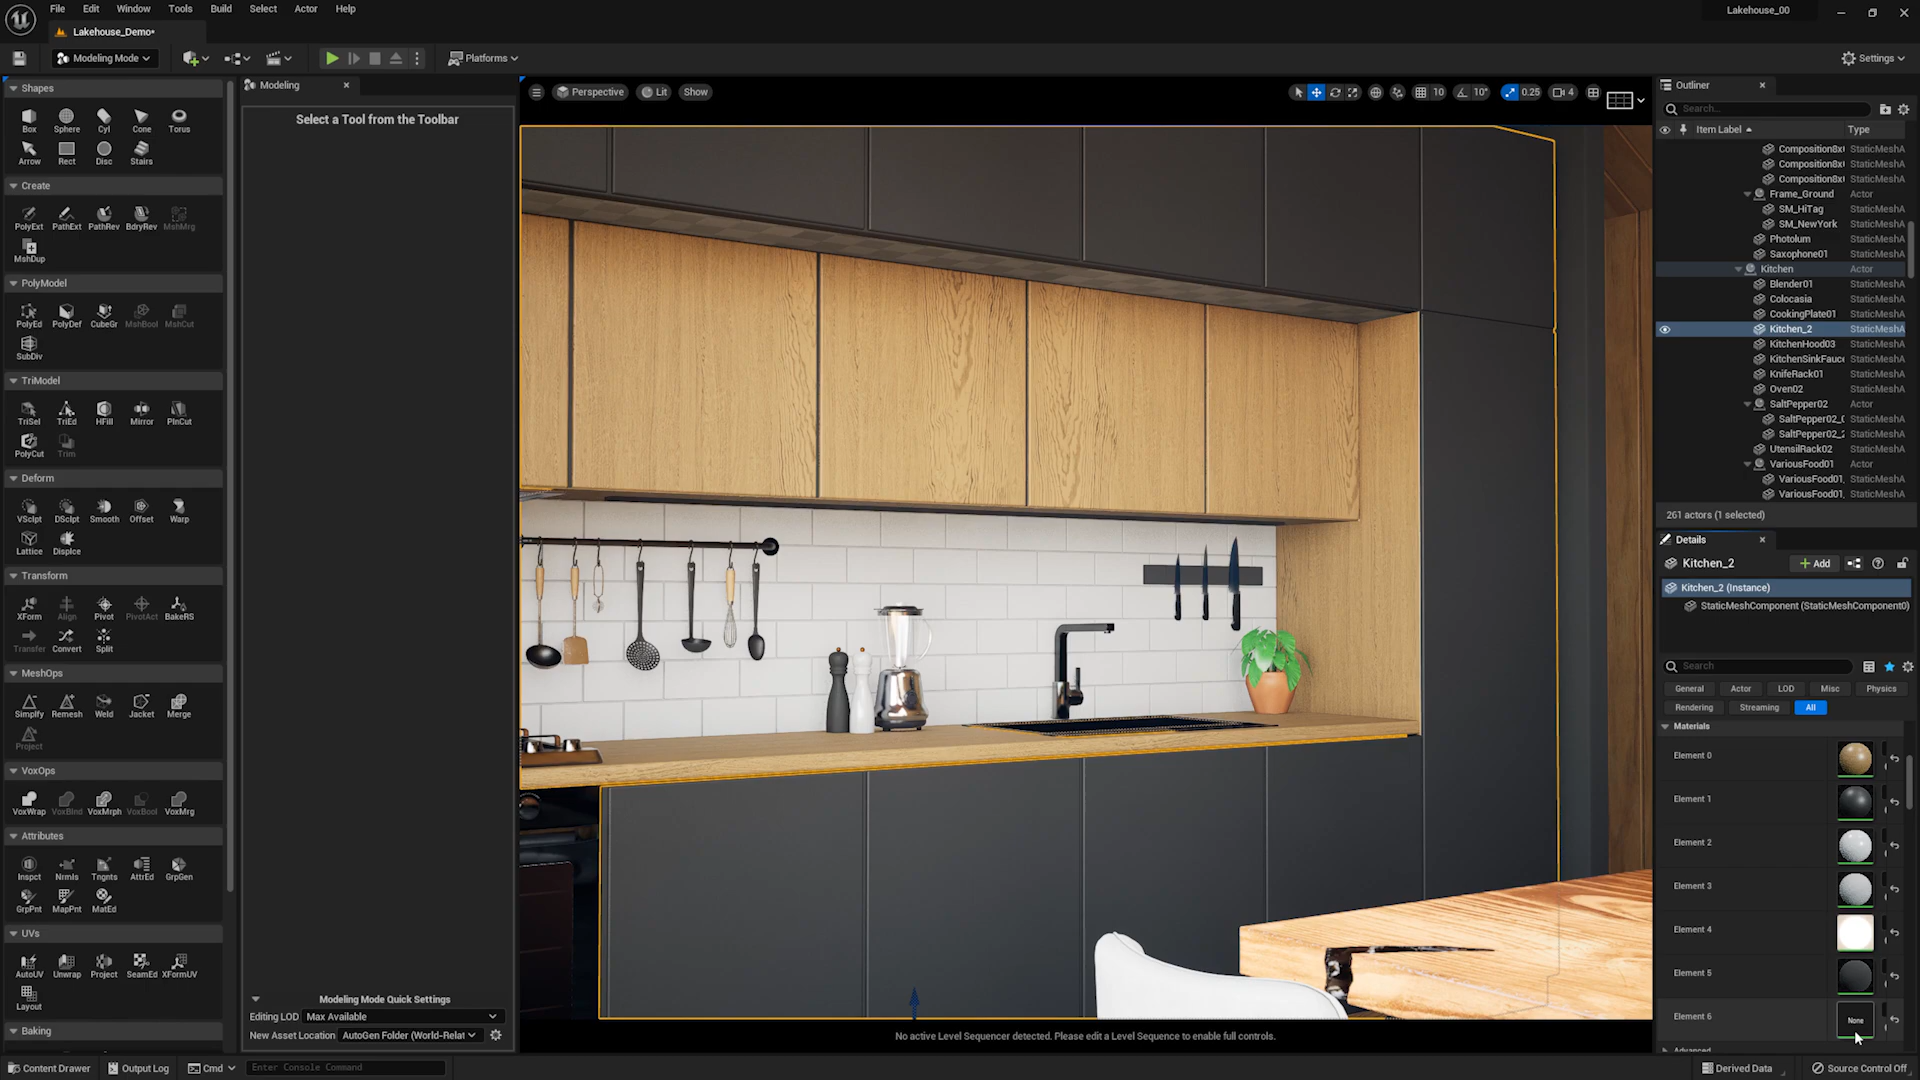 File Edit Window Tools Build Select Actor Help
Lakehouse_00
Lakehouse_Demo•
Modeling Mode
Platforms
Settings
Shapes
Box Sphere Cyl Cone Torus
Arrow Rect Disc Stairs
Create
PolyExt PathExt PathRev BdryRev MshMrg
MshDup
PolyModel
PolyEd PolyDef CubeGr MshBool MshCut
SubDiv
TriModel
TriSel TriEd HFill Mirror PlnCut
PolyCut Trim
Deform
VSclpt DSclpt Smooth Offset Warp
Lattice Displce
Transform
XForm Align Pivot PivotAct BakeRS
Transfer Convert Split
MeshOps
Simplfy Remesh Weld Jacket Merge
Project
VoxOps
VoxWrap VoxBlnd VoxMrph VoxBool VoxMrg
Attributes
Inspct Nrmls Tngnts AttrEd GrpGen
GrpPnt MapPnt MatEd
UVs
AutoUV Unwrap Project SeamEd XFormUV
Layout
Baking
Modeling
Select a Tool from the Toolbar
Modeling Mode Quick Settings
Editing LOD Max Available
New Asset Location AutoGen Folder (World-Relat
Perspective Lit Show
10 10° 0.25 4
No active Level Sequencer detected. Please edit a Level Sequence to enable full controls.
Outliner
Search...
Item Label Type
Composition8x StaticMeshA
Composition8x StaticMeshA
Composition8x StaticMeshA
Frame_Ground Actor
SM_HiTag StaticMeshA
SM_NewYork StaticMeshA
Photolum StaticMeshA
Saxophone01 StaticMeshA
Kitchen Actor
Blender01 StaticMeshA
Colocasia StaticMeshA
CookingPlate01 StaticMeshA
Kitchen_2 StaticMeshA
KitchenHood03 StaticMeshA
KitchenSinkFauce StaticMeshA
KnifeRack01 StaticMeshA
Oven02 StaticMeshA
SaltPepper02 Actor
SaltPepper02_ StaticMeshA
SaltPepper02_2 StaticMeshA
UtensilRack02 StaticMeshA
VariousFood01 Actor
VariousFood01_ StaticMeshA
VariousFood01_ StaticMeshA
261 actors (1 selected)
Details
Kitchen_2
+ Add
Kitchen_2 (Instance)
StaticMeshComponent (StaticMeshComponent0)
Search
General Actor LOD Misc Physics
Rendering Streaming All
Materials
Element 0
Element 1
Element 2
Element 3
Element 4
Element 5
Element 6
None
Content Drawer Output Log Cmd Enter Console Command
Derived Data Source Control Off